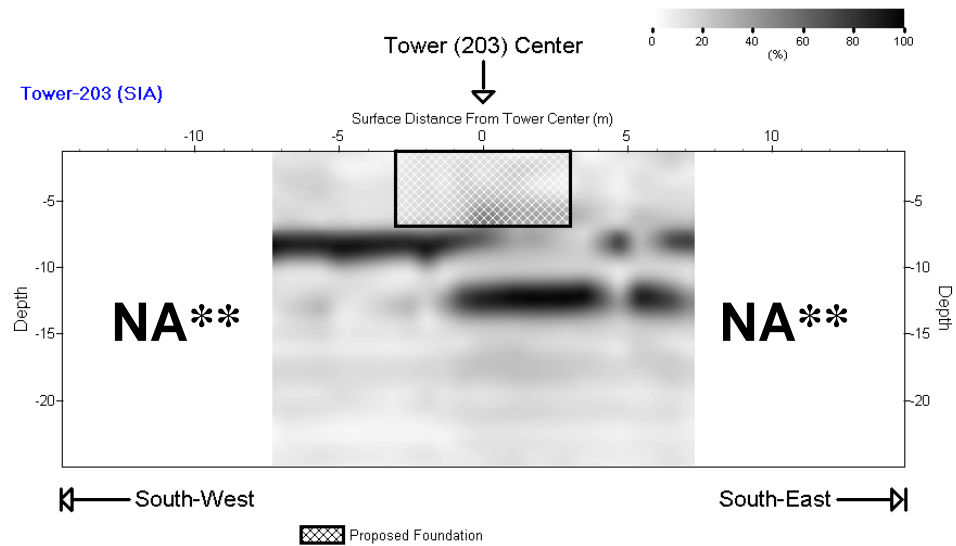 0 20 40 60 80 100
(%)
Tower (203) Center
Tower-203 (SIA)
Surface Distance From Tower Center (m)
-10 -5 0 5 10
-5 -5
-10 -10
Depth NA** NA** Depth
-15 -15
-20 -20
South-West South-East
Proposed Foundation